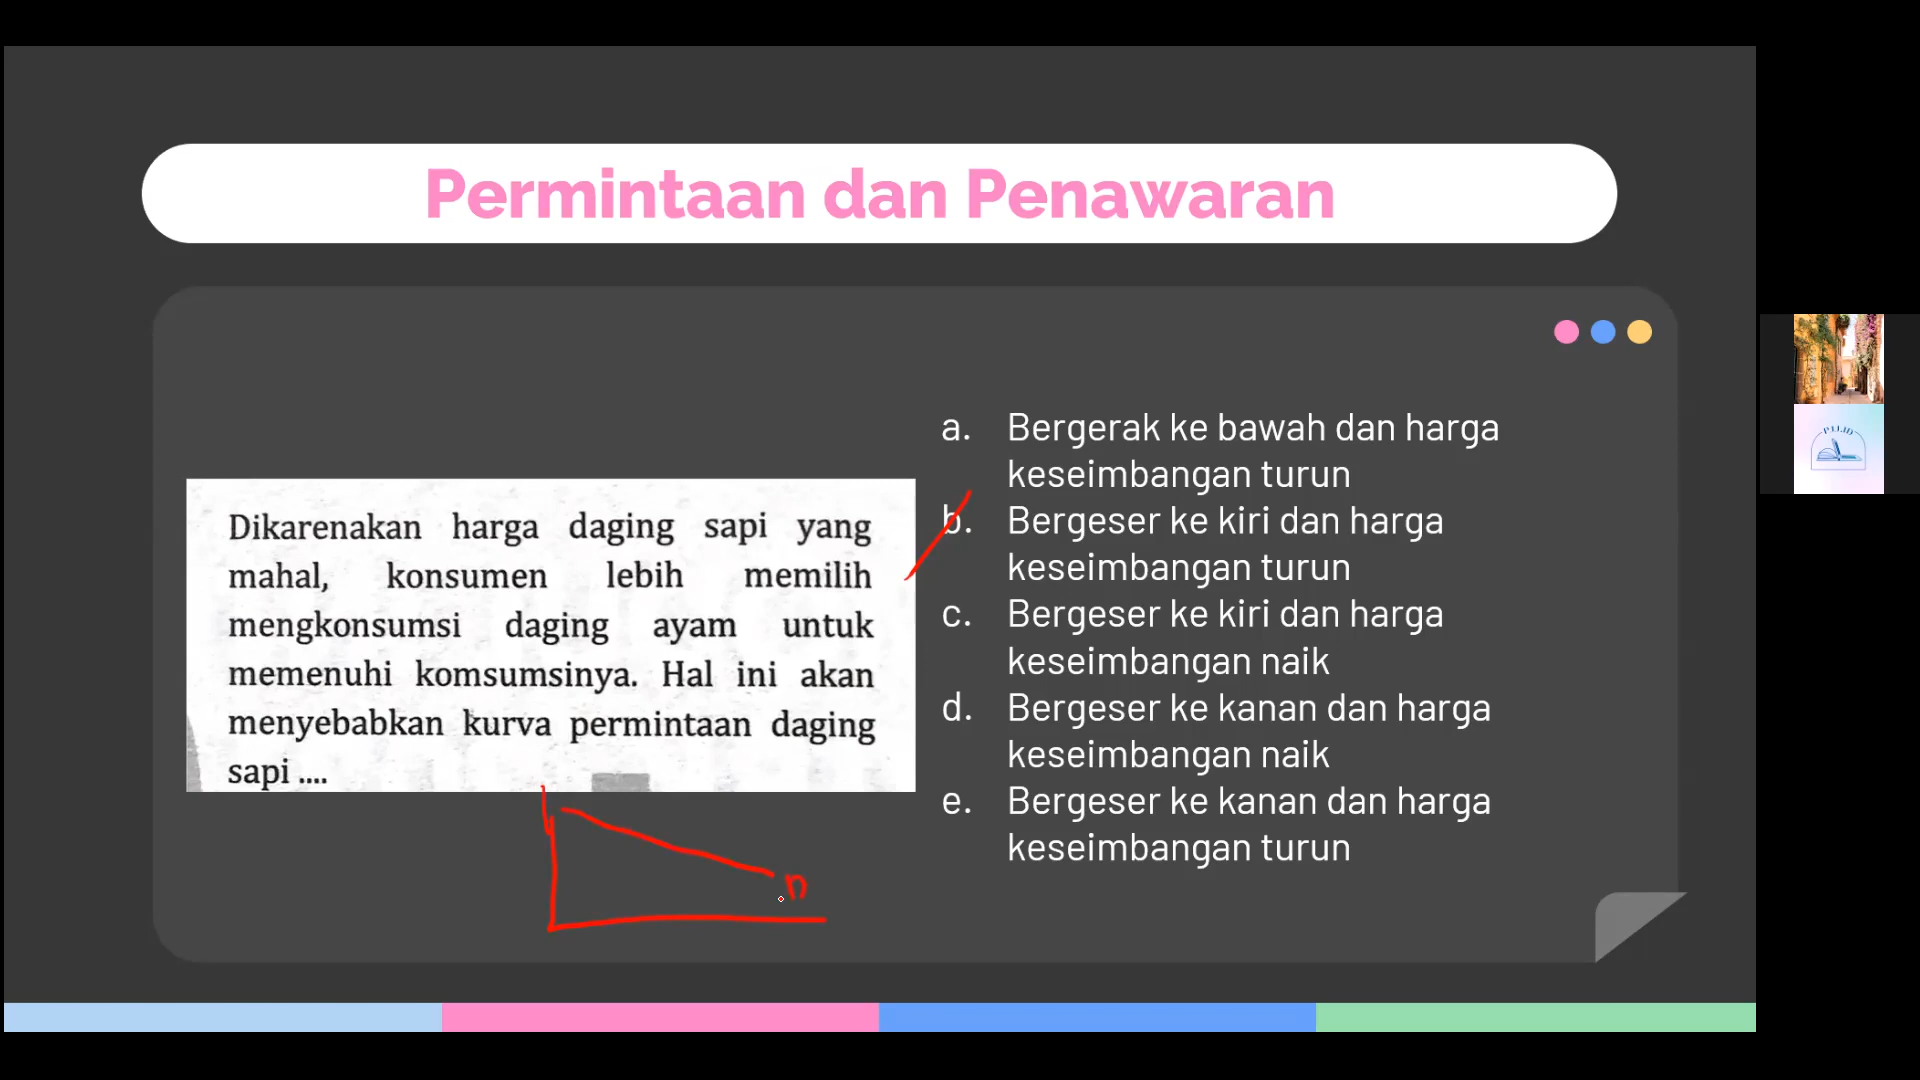 Permintaan dan Penawaran
Dikarenakan harga daging sapi yang
mahal, konsumen lebih memilih
mengkonsumsi daging ayam untuk
memenuhi komsumsinya. Hal ini akan
menyebabkan kurva permintaan daging
sapi ....
a. Bergerak ke bawah dan harga
keseimbangan turun
b. Bergeser ke kiri dan harga
keseimbangan turun
c. Bergeser ke kiri dan harga
keseimbangan naik
d. Bergeser ke kanan dan harga
keseimbangan naik
e. Bergeser ke kanan dan harga
keseimbangan turun